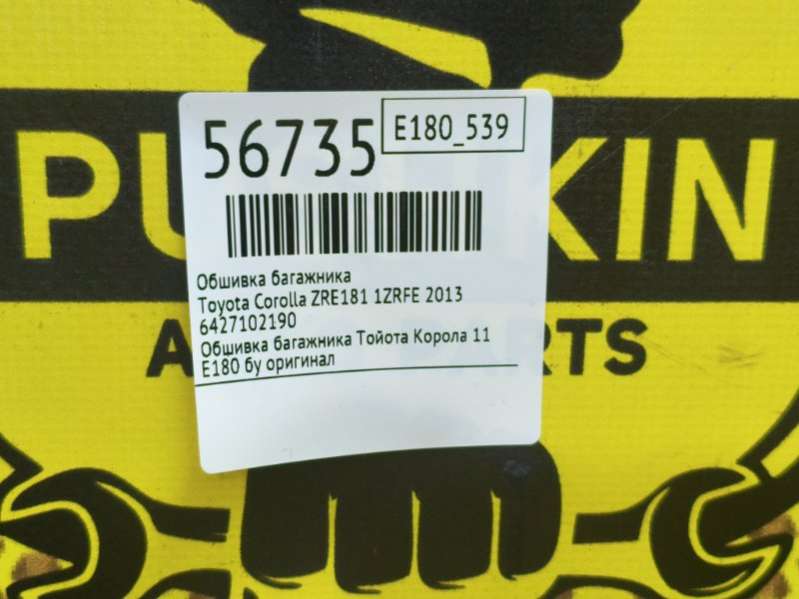 56735
E180_539
Обшивка багажника
Toyota Corolla ZRE181 1ZRFE 2013
6427102190
Обшивка багажника Тойота Корола 11
E180 бу оригинал